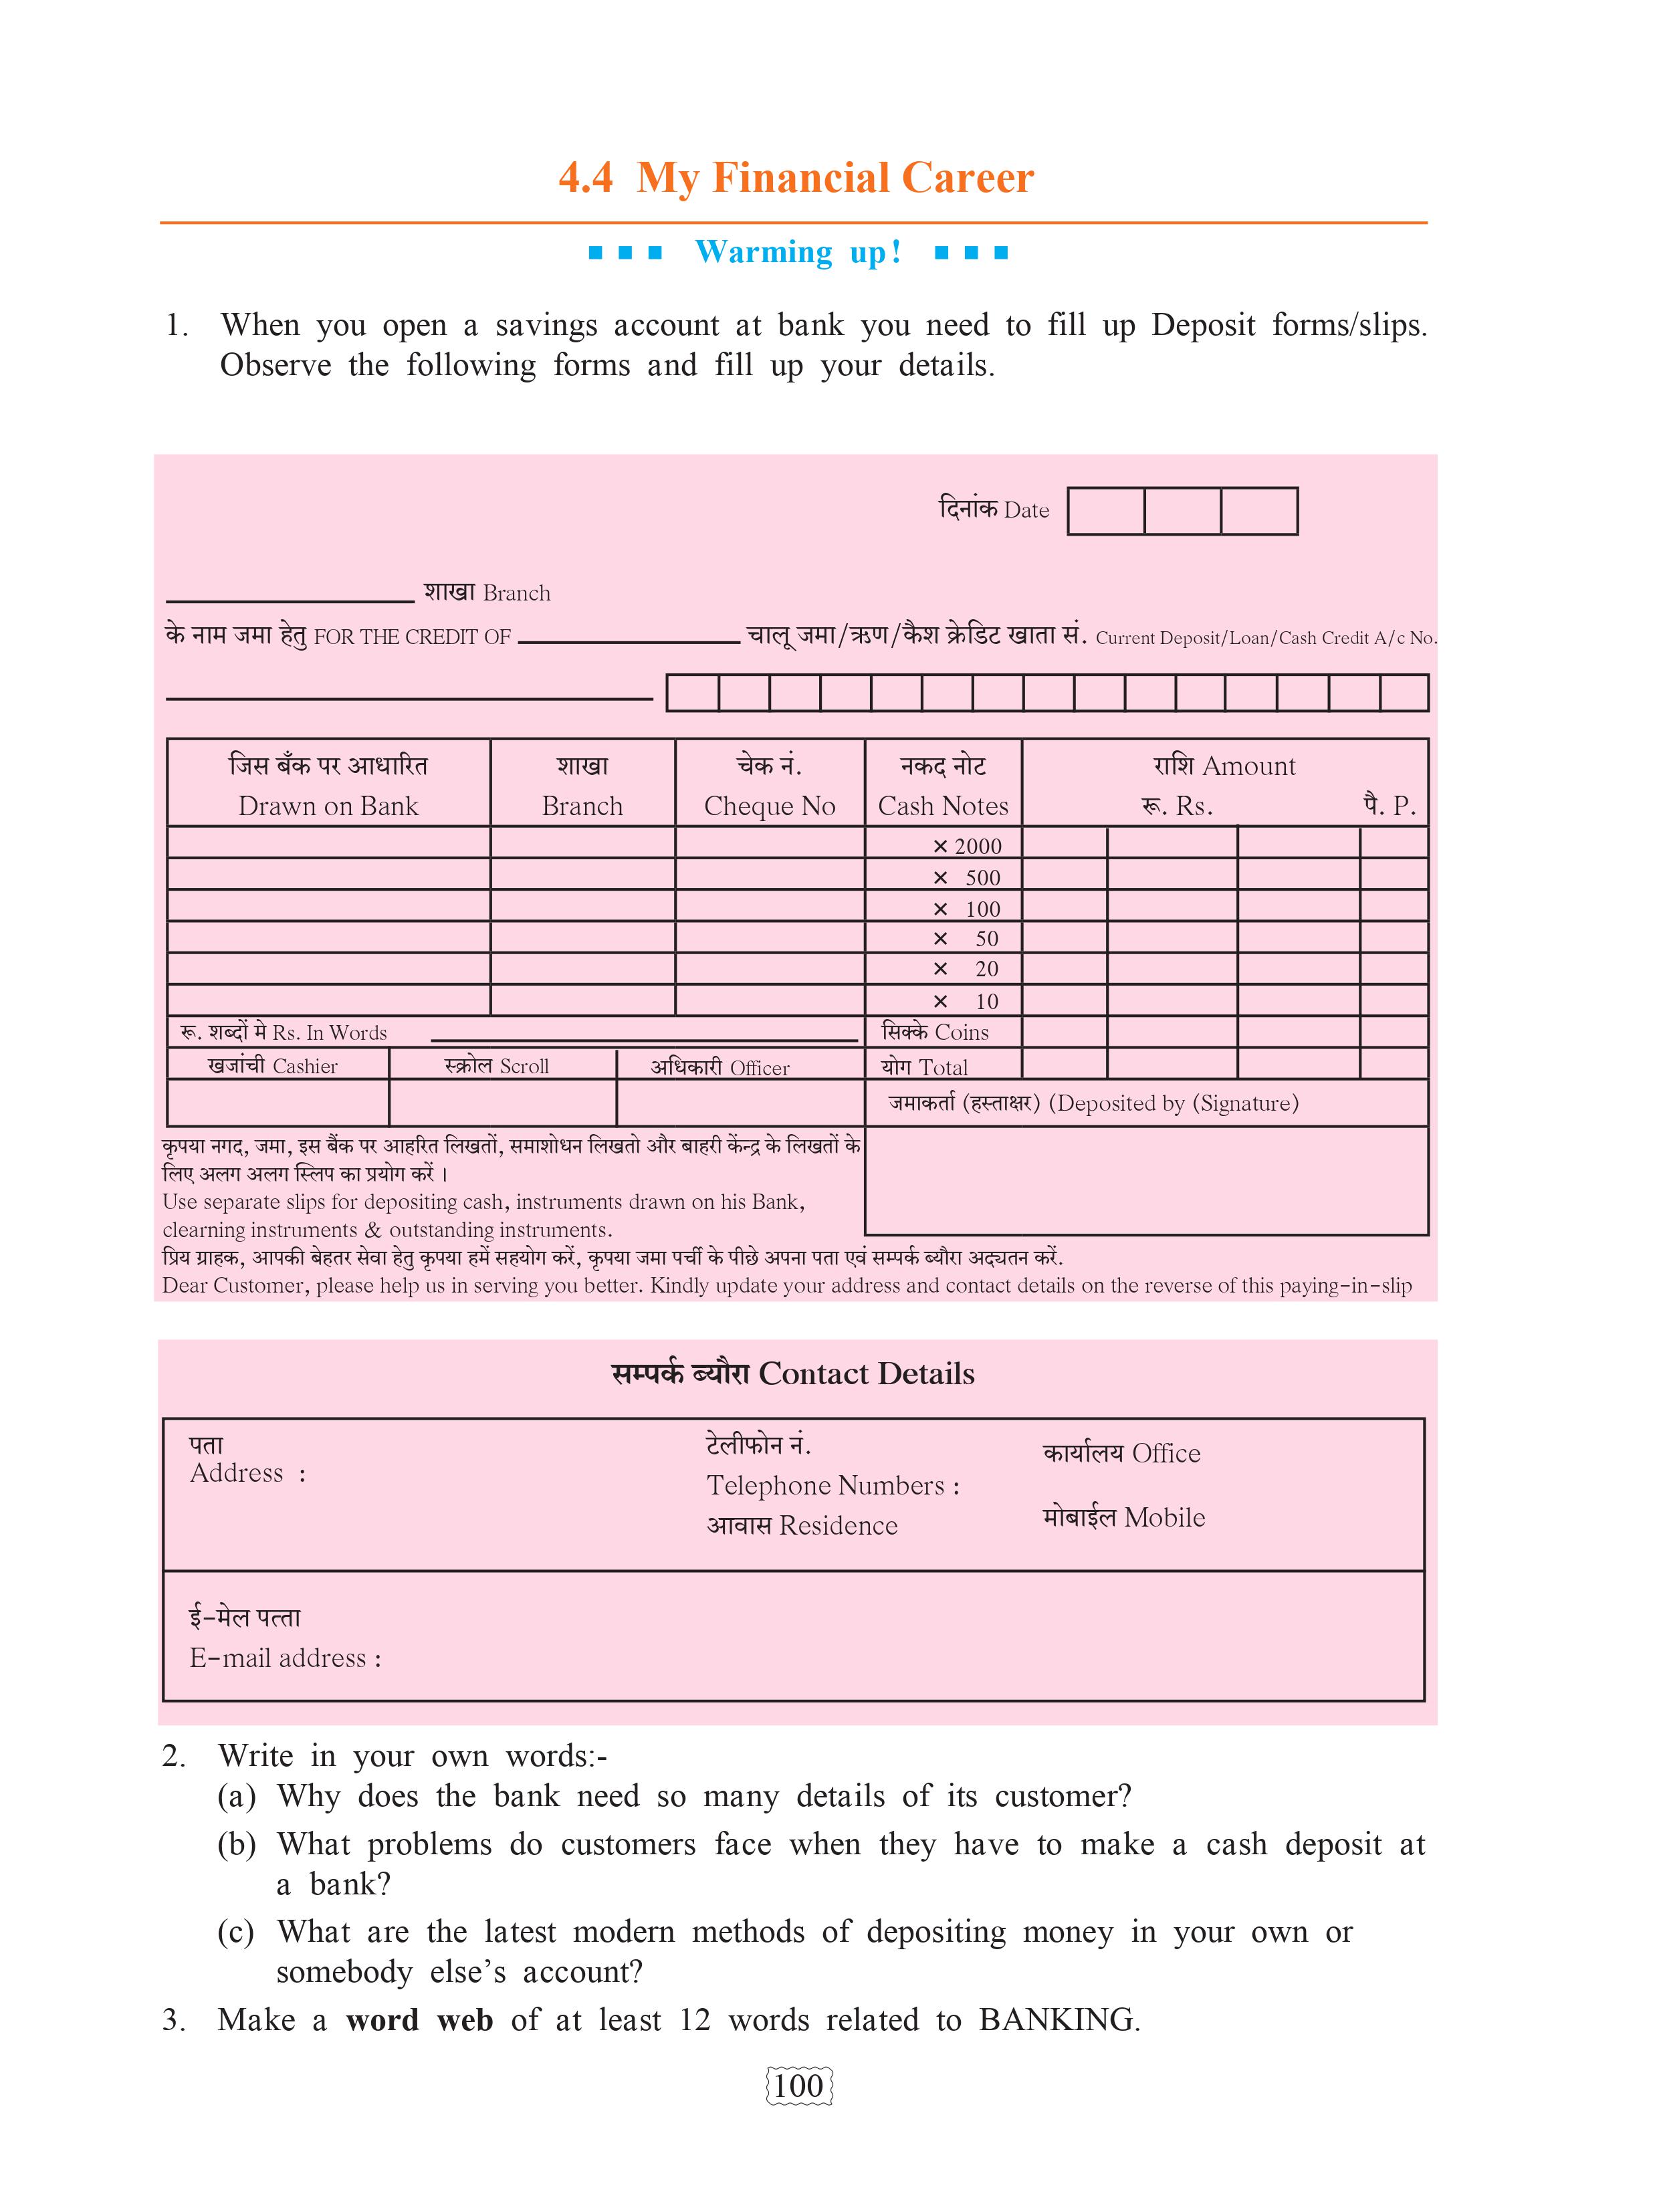 4.4 My Financial Career
Warming up!
1. When you open a savings account at bank you need to fill up Deposit forms/slips.
Observe the following forms and fill up your details.
दिनांक Date
शाखा Branch
के नाम जमा हेतु FOR THE CREDIT OF चालू जमा/ऋण/कैश क्रेडिट खाता सं. Current Deposit/Loan/Cash Credit A/c No.
जिस बँक पर आधारित शाखा चेक नं. नकद नोट राशि Amount
Drawn on Bank Branch Cheque No Cash Notes रू. Rs. पै. P.
× 2000
× 500
× 100
× 50
× 20
× 10
रू. शब्दों मे Rs. In Words सिक्के Coins
खजांची Cashier स्क्रोल Scroll अधिकारी Officer योग Total
जमाकर्ता (हस्ताक्षर) (Deposited by (Signature)
कृपया नगद, जमा, इस बैंक पर आहरित लिखतों, समाशोधन लिखतो और बाहरी केंन्द्र के लिखतों के
लिए अलग अलग स्लिप का प्रयोग करें ।
Use separate slips for depositing cash, instruments drawn on his Bank,
clearning instruments & outstanding instruments.
प्रिय ग्राहक, आपकी बेहतर सेवा हेतु कृपया हमें सहयोग करें, कृपया जमा पर्ची के पीछे अपना पता एवं सम्पर्क ब्यौरा अद्यतन करें.
Dear Customer, please help us in serving you better. Kindly update your address and contact details on the reverse of this paying-in-slip
सम्पर्क ब्यौरा Contact Details
पता टेलीफोन नं. कार्यालय Office
Address : Telephone Numbers :
आवास Residence मोबाईल Mobile
ई-मेल पत्ता
E-mail address :
2. Write in your own words:-
(a) Why does the bank need so many details of its customer?
(b) What problems do customers face when they have to make a cash deposit at
a bank?
(c) What are the latest modern methods of depositing money in your own or
somebody else's account?
3. Make a word web of at least 12 words related to BANKING.
100